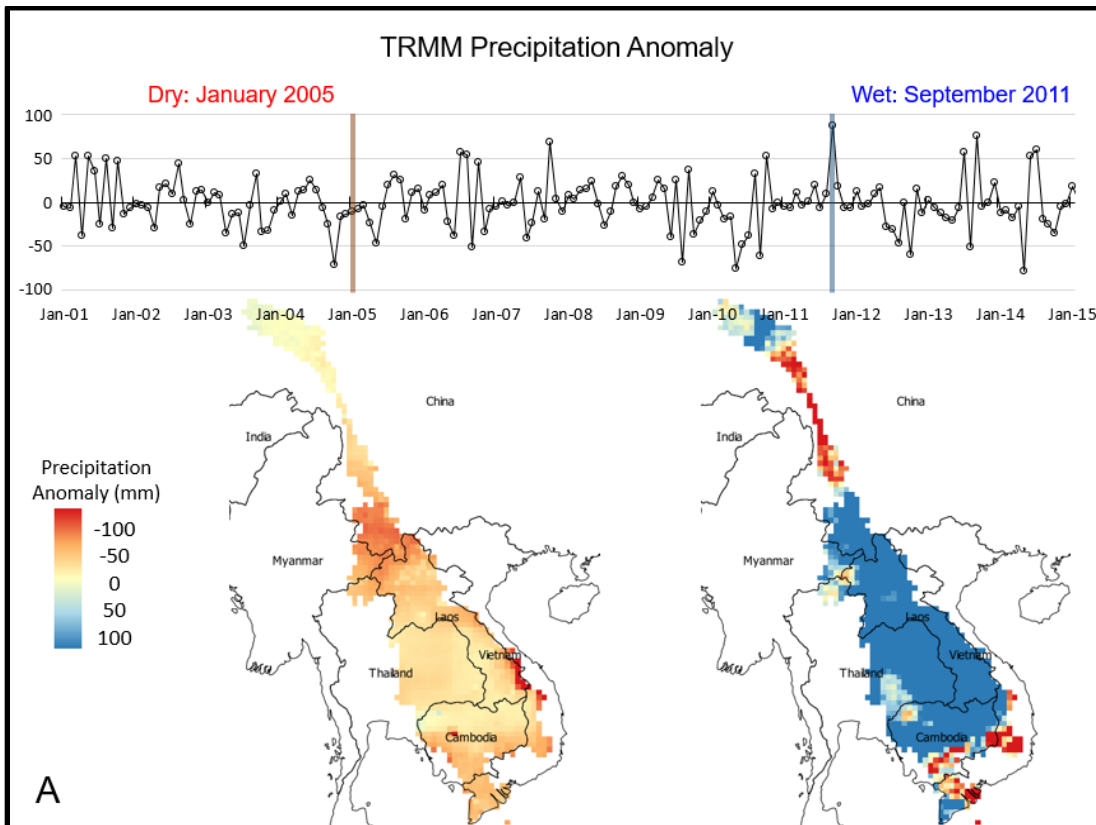 TRMM Precipitation Anomaly
Dry: January 2005
Wet: September 2011
100
50
0
-50
-100
Jan-01 Jan-02 Jan-03 Jan-04 Jan-05 Jan-06 Jan-07 Jan-08 Jan-09 Jan-10 Jan-11 Jan-12 Jan-13 Jan-14 Jan-15
China
India
Myanmar
Laos
Thailand
Vietnam
Cambodia
Precipitation
Anomaly (mm)
-100
-50
0
50
100
China
India
Myanmar
Laos
Thailand
Vietnam
Cambodia
A